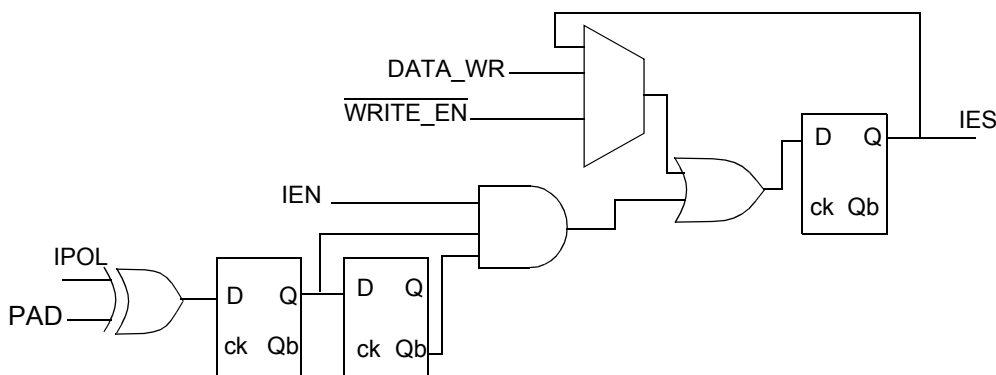 DATA_WR
WRITE_EN
IES
D Q
ck Qb
IEN
IPOL
PAD
D Q
ck Qb
D Q
ck Qb